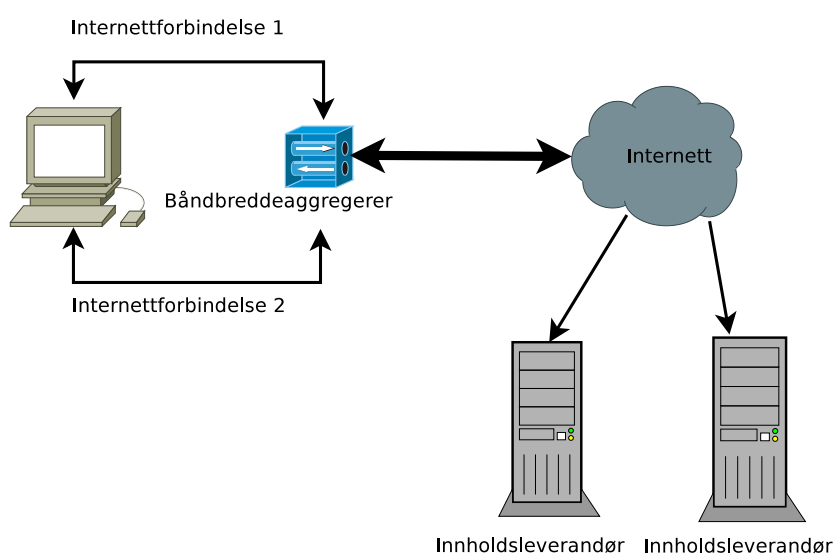 Internettforbindelse 1
Internett
Båndbreddeaggregerer
Internettforbindelse 2
Innholdsleverandør
Innholdsleverandør